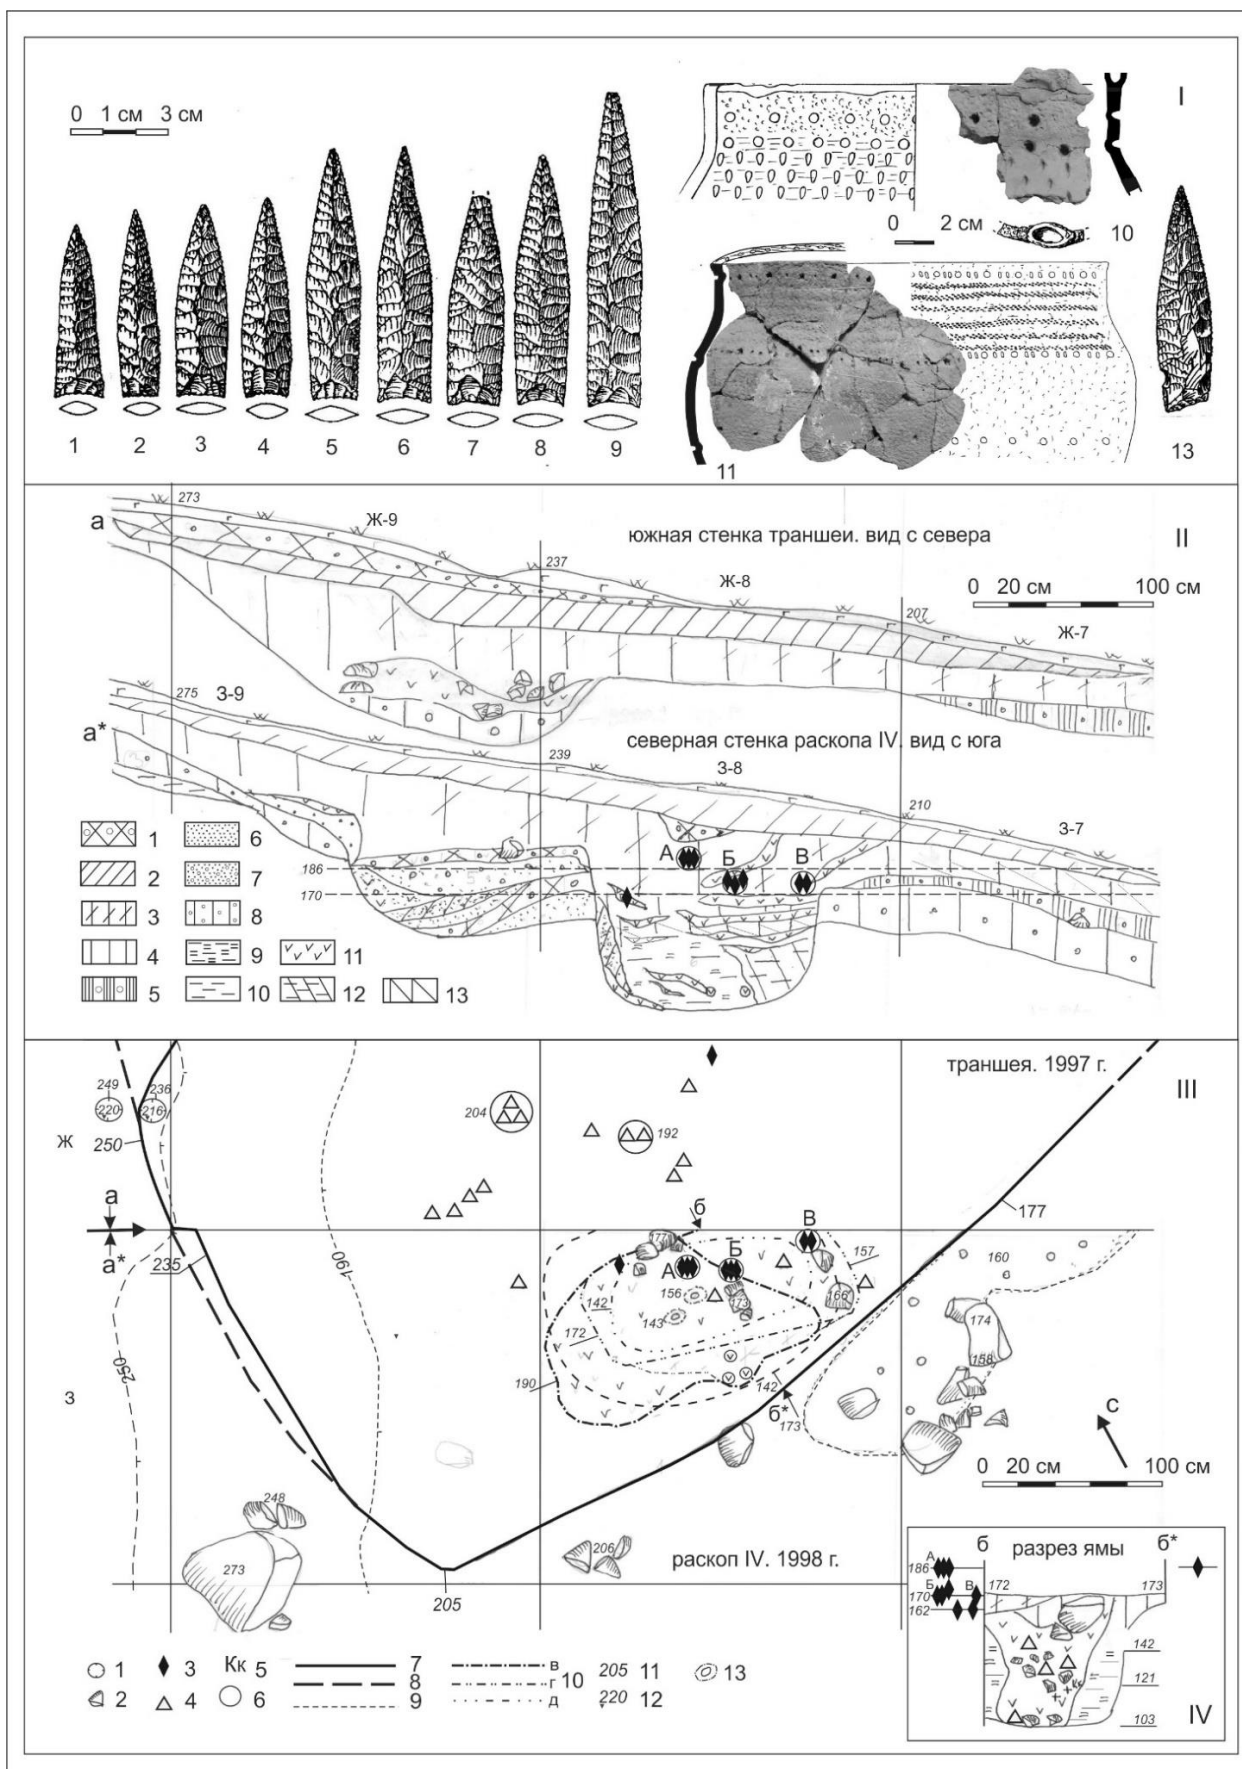 I
0 1 см 3 см
1 2 3 4 5 6 7 8 9
0 2 см
10
11
13
II
а
273
Ж-9
южная стенка траншеи. вид с севера
237
Ж-8
0 20 см 100 см
207
Ж-7
275
З-9
а*
северная стенка раскопа IV. вид с юга
239
З-8
210
З-7
А Б В
186
170
1 6
2 7
3 8
4 9 11
5 10 12 13
III
траншея. 1997 г.
249
236
220
216
204
192
Ж
250
а
а*
235
190
250
З
б
В
177
177
157
160
А
Б
156
142
143
173
166
172
174
158
190
142
б*
173
С
0 20 см 100 см
248
273
206
раскоп IV. 1998 г.
205
б
разрез ямы
б*
А
186
Б
В
170
162
172
173
142
121
103
Кк
IV
1 3 Кк 5 7 в 205 11 13
2 4 6 8 г 10
9 д 220 12